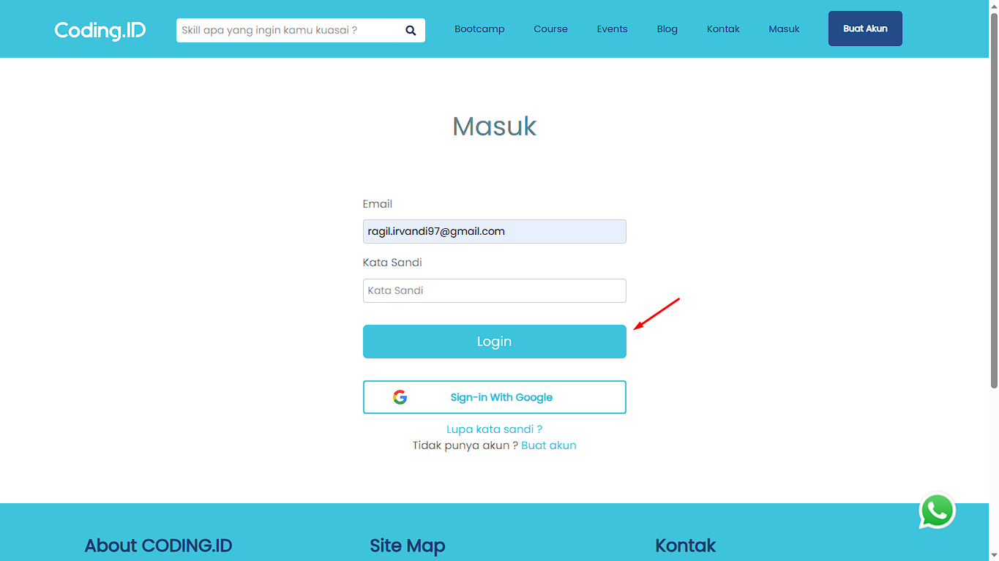 Coding.ID
Skill apa yang ingin kamu kuasai ?
Bootcamp
Course
Events
Blog
Kontak
Masuk
Buat Akun
Masuk
Email
ragil.irvandi97@gmail.com
Kata Sandi
Kata Sandi
Login
Sign-in With Google
Lupa kata sandi ?
Tidak punya akun ? Buat akun
About CODING.ID
Site Map
Kontak